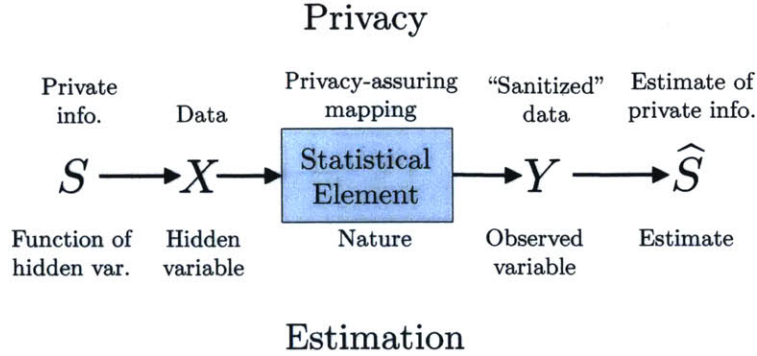 Privacy
Private
info.
Data
Privacy-assuring
mapping
“Sanitized”
data
Estimate of
private info.
S
X
Statistical
Element
Y
Ŝ
Function of
hidden var.
Hidden
variable
Nature
Observed
variable
Estimate
Estimation